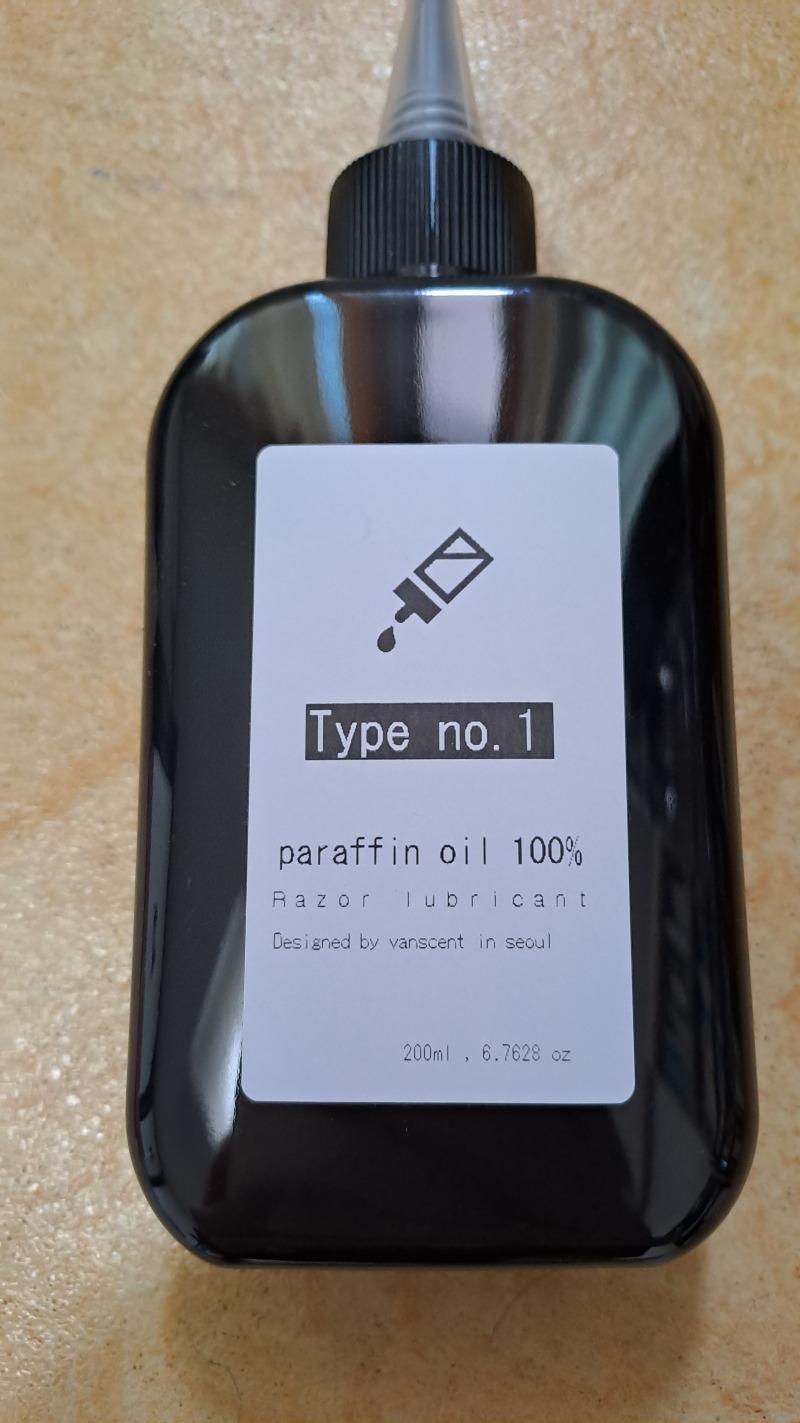 Type no.1
paraffin oil 100%
Razor lubricant
Designed by vanscent in seoul
200ml , 6.7628 oz